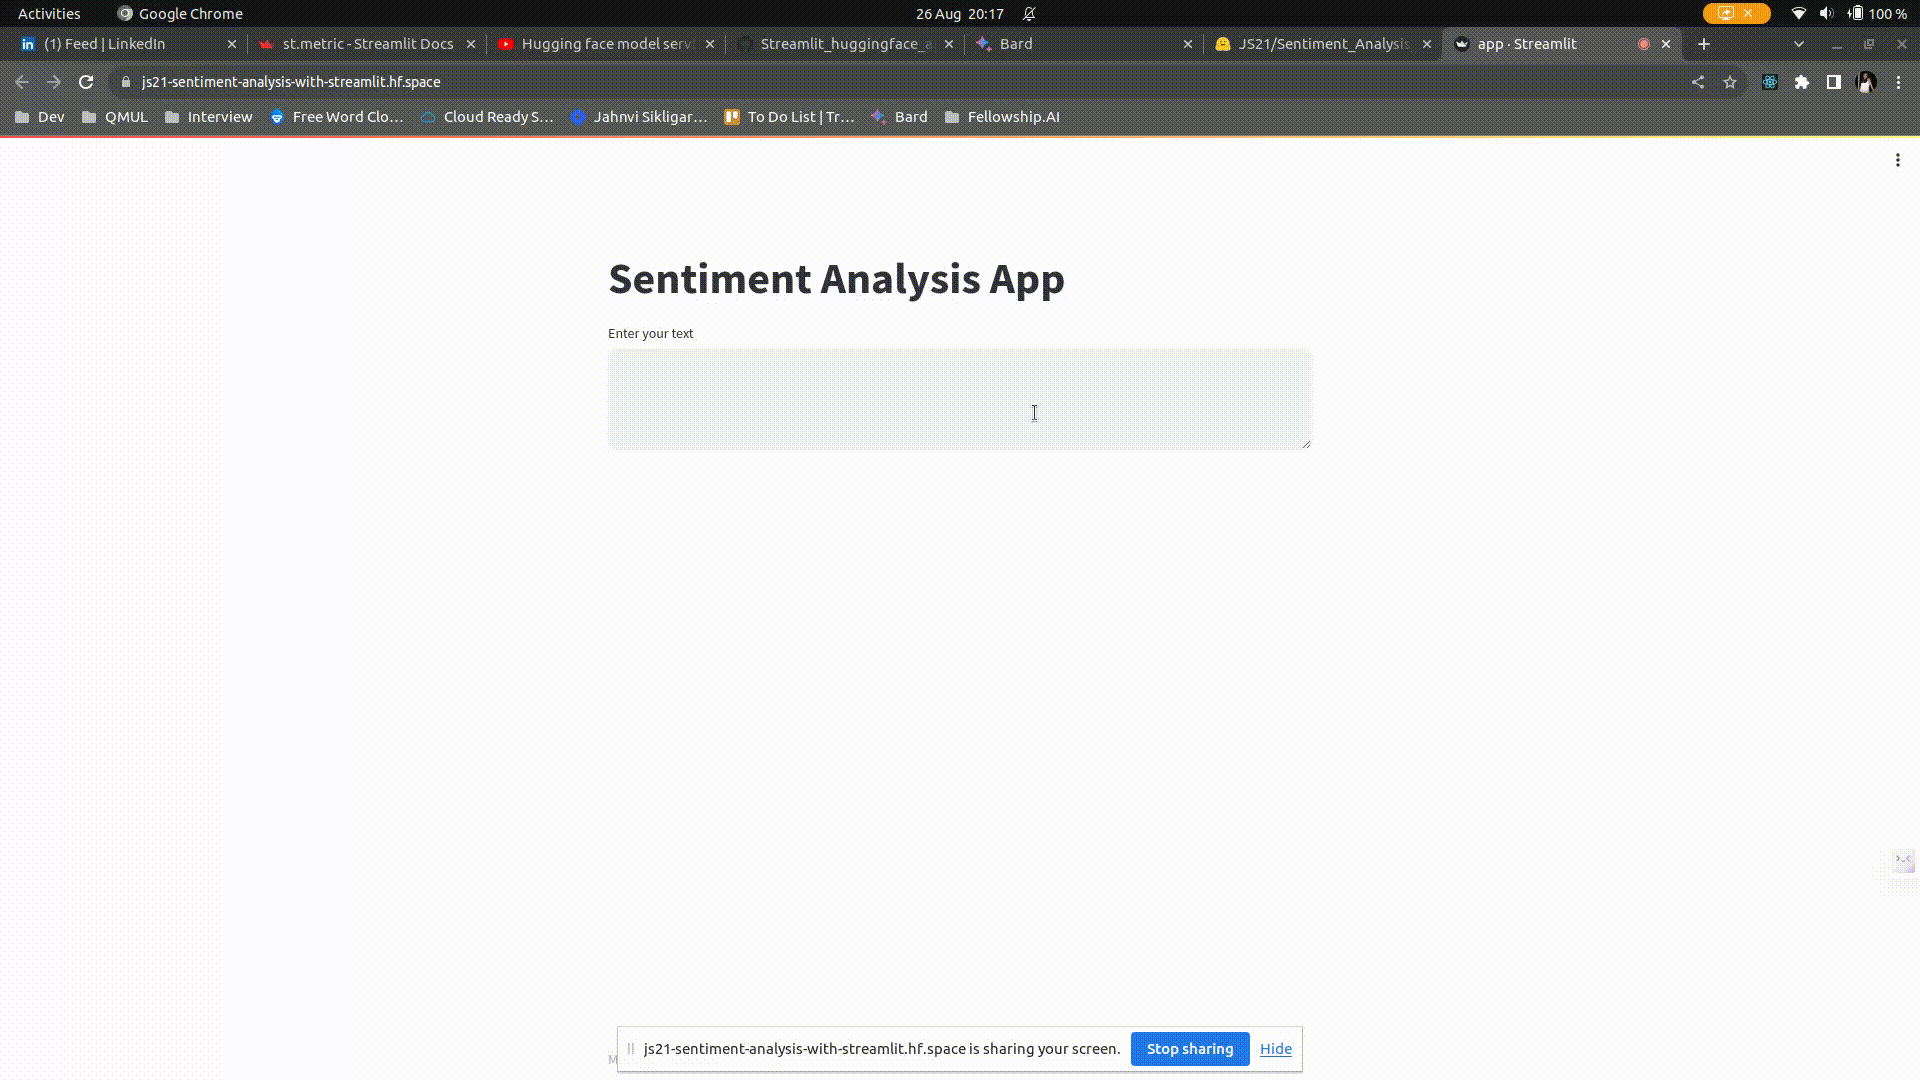 Activities Google Chrome 26 Aug 20:17 100 %
(1) Feed | LinkedIn st.metric - Streamlit Docs Hugging face model serv Streamlit_huggingface_a Bard JS21/Sentiment_Analysis app · Streamlit
js21-sentiment-analysis-with-streamlit.hf.space
Dev QMUL Interview Free Word Clo... Cloud Ready S... Jahnvi Sikligar... To Do List | Tr... Bard Fellowship.AI
Sentiment Analysis App
Enter your text
M
js21-sentiment-analysis-with-streamlit.hf.space is sharing your screen. Stop sharing Hide